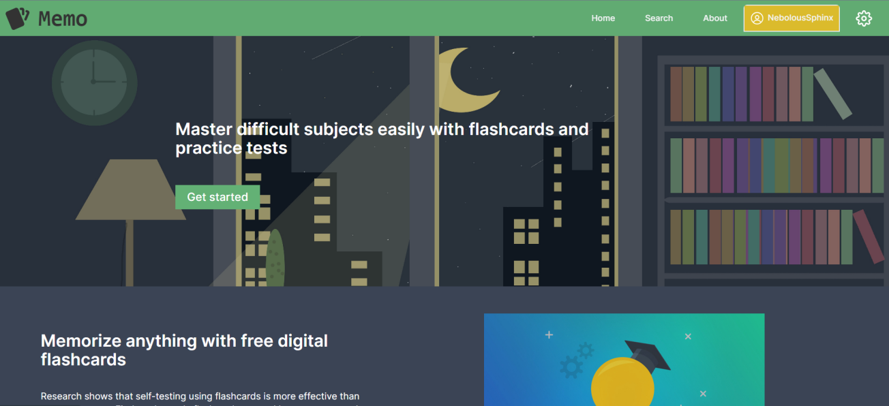 Memo
Home
Search
About
NebolousSphinx
Master difficult subjects easily with flashcards and
practice tests
Get started
Memorize anything with free digital
flashcards
Research shows that self-testing using flashcards is more effective than